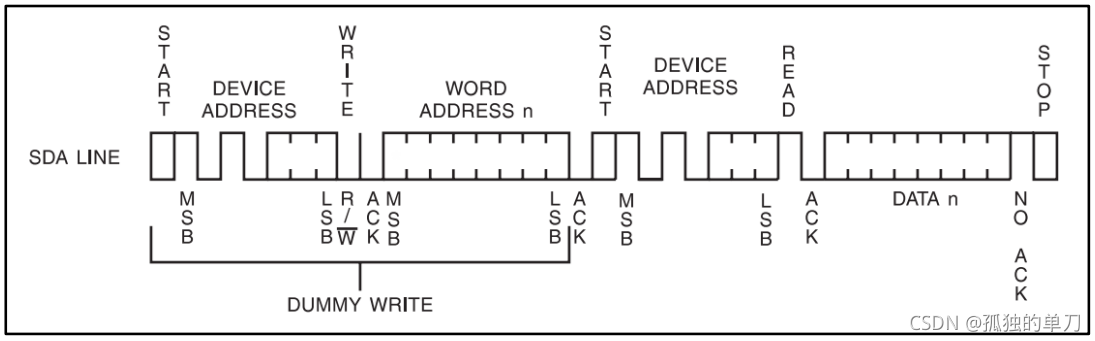 START
WRITE
START
READ
STOP
DEVICE
ADDRESS
WORD
ADDRESS n
DEVICE
ADDRESS
SDA LINE
MSB
LSB
R/W
ACK
MSB
LSB
ACK
MSB
LSB
ACK
DATA n
NO ACK
DUMMY WRITE
CSDN @孤独的单刀